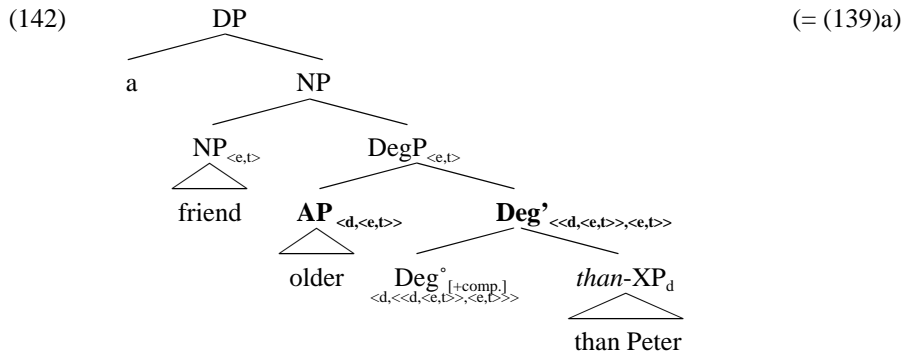 (142) DP (= (139)a)
a NP
NP<e,t> DegP<e,t>
friend AP<d,<e,t>> Deg’<<d,<e,t>>,<e,t>>
older Deg°[+comp.] than-XPd
<d,<<d,<e,t>>,<e,t>>>
than Peter